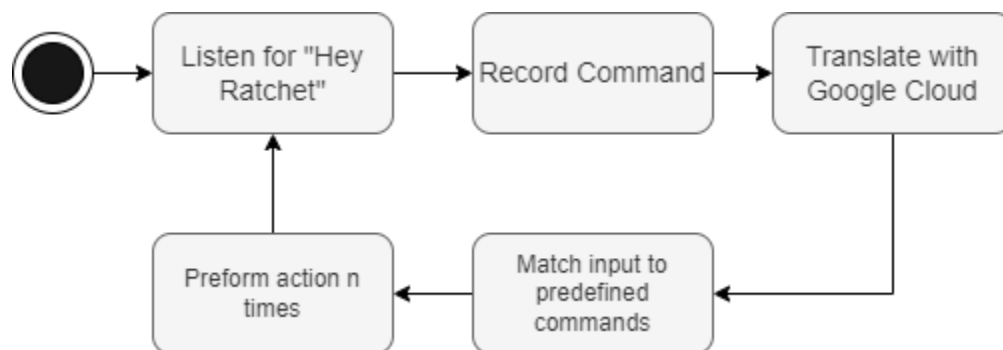 Listen for "Hey
Ratchet"
Record Command
Translate with
Google Cloud
Preform action n
times
Match input to
predefined
commands